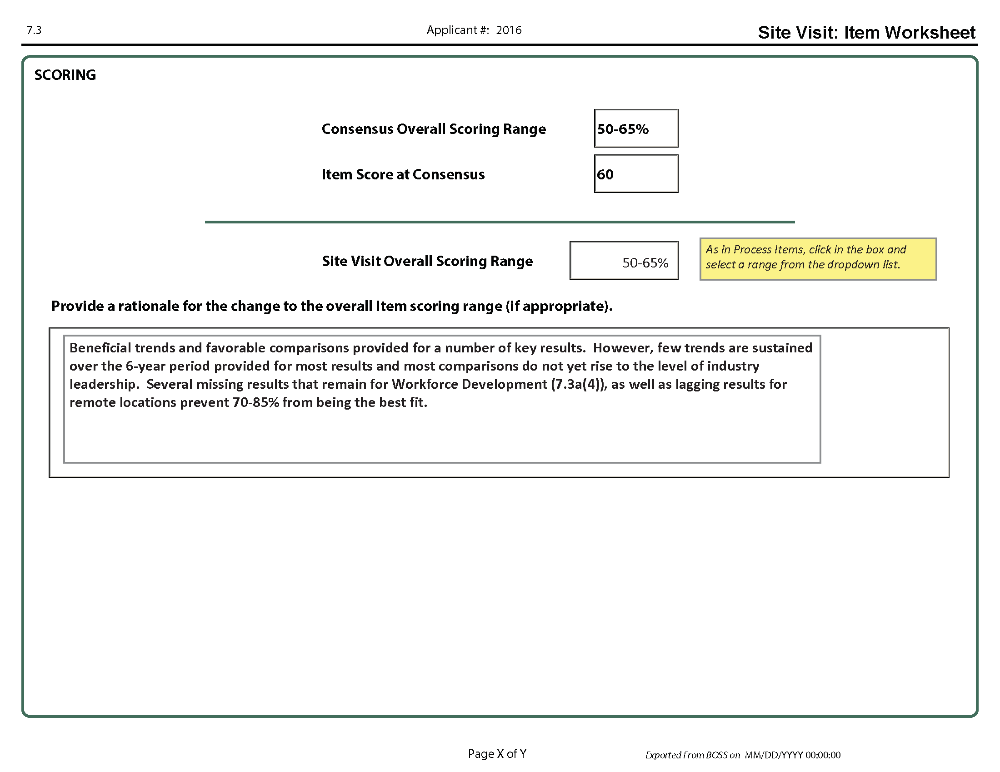 7.3 Applicant #: 2016 Site Visit: Item Worksheet
SCORING
Consensus Overall Scoring Range 50-65%
Item Score at Consensus 60
Site Visit Overall Scoring Range 50-65%
As in Process Items, click in the box and
select a range from the dropdown list.
Provide a rationale for the change to the overall Item scoring range (if appropriate).
Beneficial trends and favorable comparisons provided for a number of key results. However, few trends are sustained
over the 6-year period provided for most results and most comparisons do not yet rise to the level of industry
leadership. Several missing results that remain for Workforce Development (7.3a(4)), as well as lagging results for
remote locations prevent 70-85% from being the best fit.
Page X of Y Exported From BOSS on MM/DD/YYYY 00:00:00